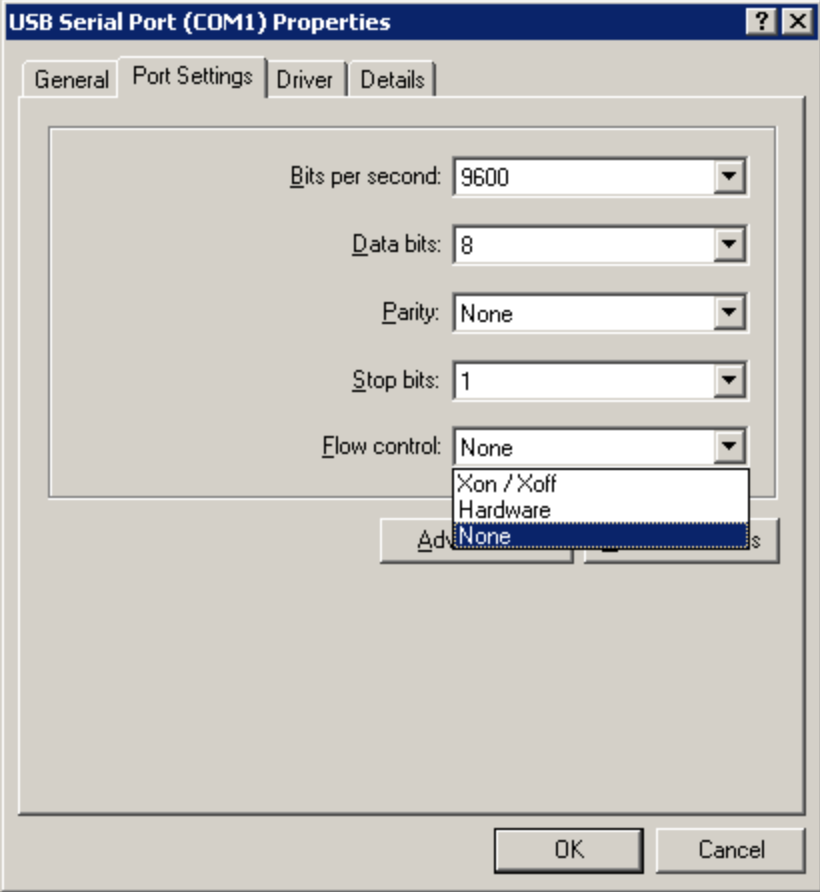 USB Serial Port (COM1) Properties
General Port Settings Driver Details
Bits per second: 9600
Data bits: 8
Parity: None
Stop bits: 1
Flow control: None
Xon / Xoff
Hardware
None
OK Cancel